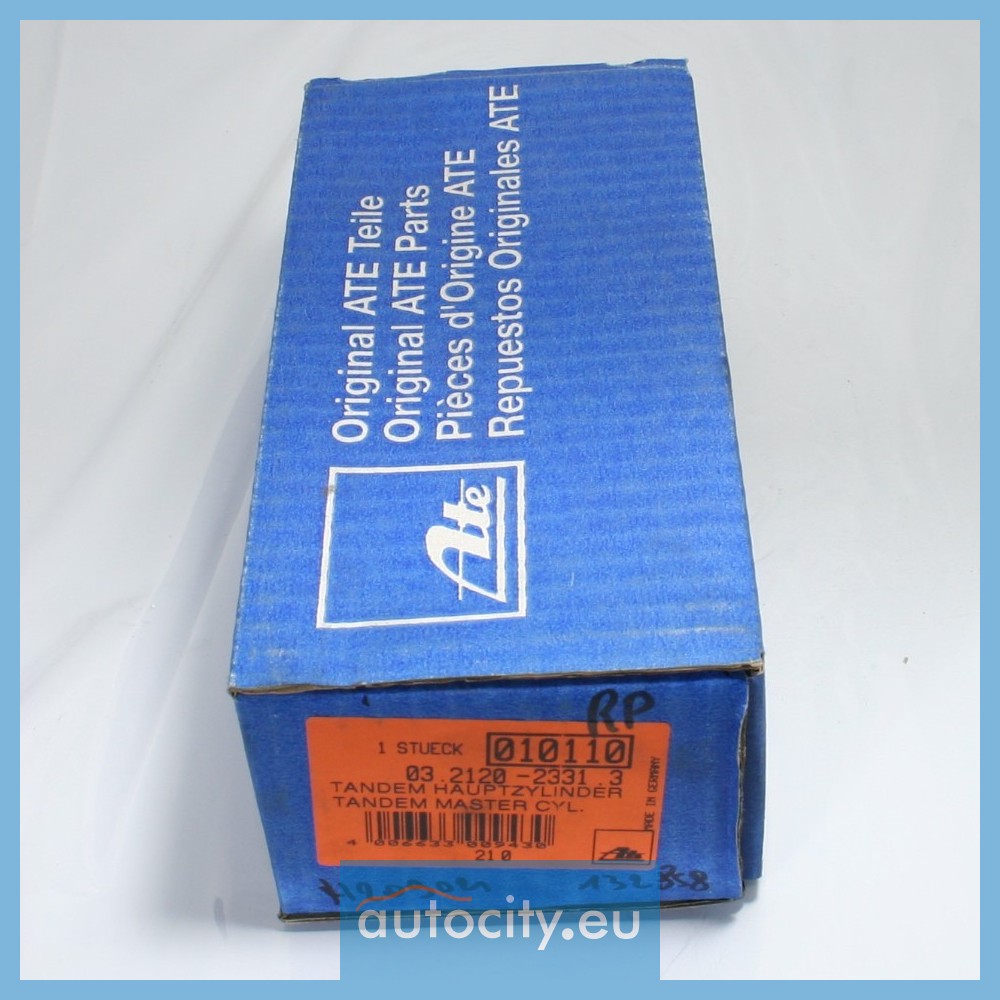 Original ATE Teile
Original ATE Parts
Pièces d'Origine ATE
Repuestos Originales ATE
Ate
RP
1 STUECK 010110
03.2120-2331.3
TANDEM HAUPTZYLINDER
TANDEM MASTER CYL.
MADE IN GERMANY
210
Ate
autocity.eu